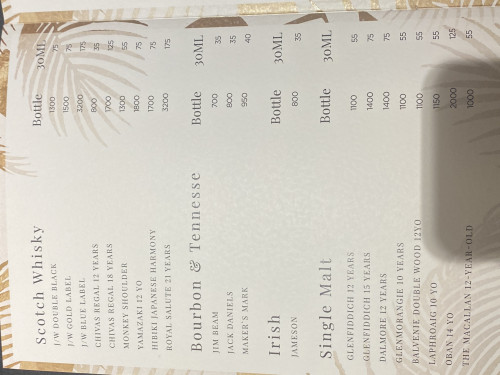 Scotch Whisky Bottle 30ML
J/W DOUBLE BLACK 1300 75
J/W GOLD LABEL 1500 75
J/W BLUE LABEL 3200 175
CHIVAS REGAL 12 YEARS 800 35
CHIVAS REGAL 18 YEARS 1700 125
MONKEY SHOULDER 1300 55
YAMAZAKI 12 YO 1800 75
HIBIKI JAPANESE HARMONY 1700 75
ROYAL SALUTE 21 YEARS 3200 175
Bourbon & Tennesse Bottle 30ML
JIM BEAM 700 35
JACK DANIELS 800 35
MAKER'S MARK 950 40
Irish Bottle 30ML
JAMESON 800 35
Single Malt Bottle 30ML
GLENFIDDICH 12 YEARS 1100 55
GLENFIDDICH 15 YEARS 1400 75
DALMORE 12 YEARS 1400 75
GLENMORANGIE 10 YEARS 1100 55
BALVENIE DOUBLE WOOD 12YO 1100 55
LAPHROAIG 10 YO 1150 55
OBAN 14 YO 2000 125
THE MACALLAN 12-YEAR-OLD 1000 55